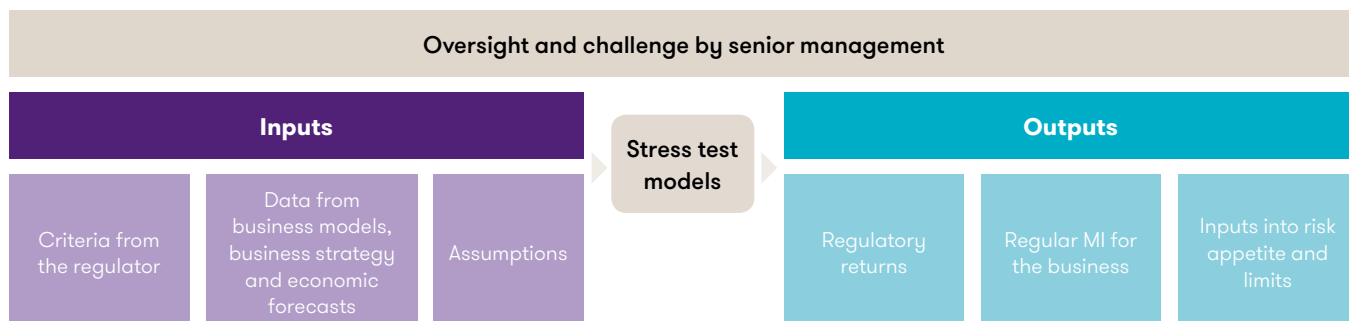 Oversight and challenge by senior management
Inputs
Stress test
models
Outputs
Criteria from
the regulator
Data from
business models,
business strategy
and economic
forecasts
Assumptions
Regulatory
returns
Regular MI for
the business
Inputs into risk
appetite and
limits